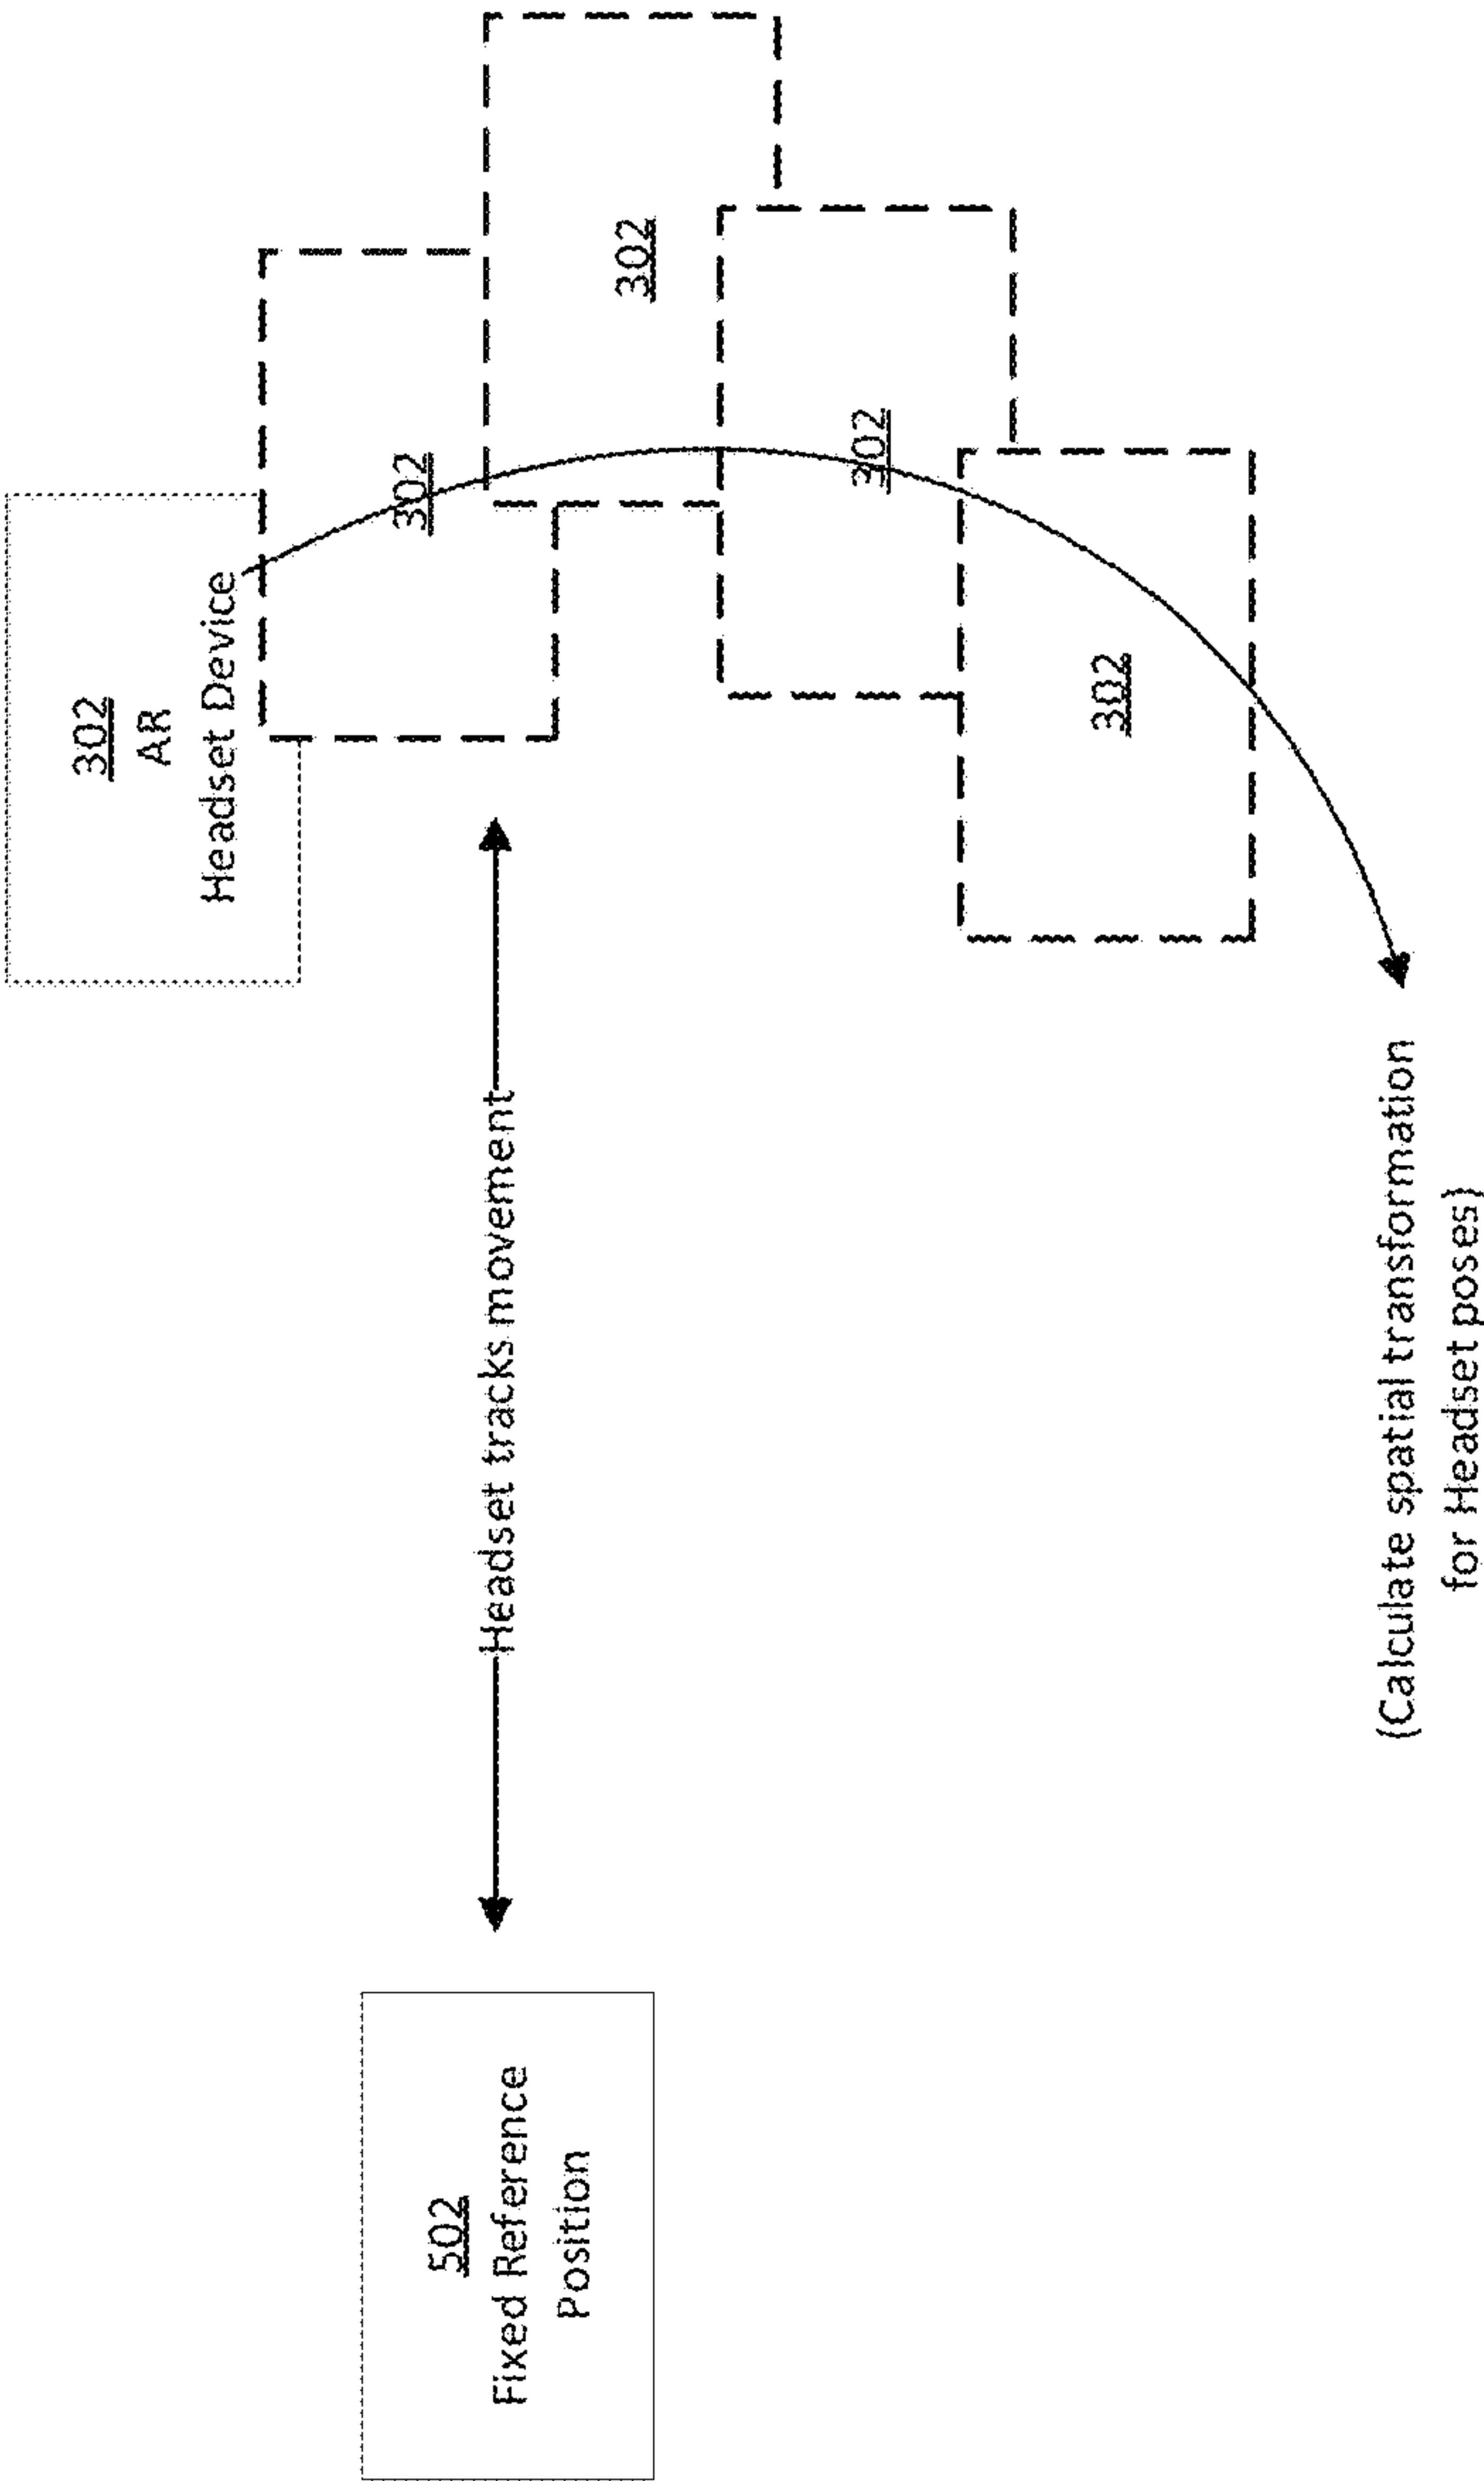 302
AR
Headset Device
302
302
302
302
Headset tracks movement
502
Fixed Reference
Position
(Calculate spatial transformation
for Headset poses)